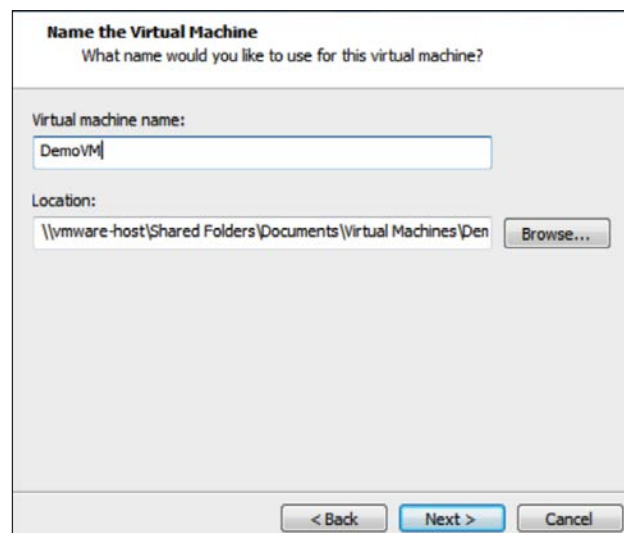 Name the Virtual Machine
What name would you like to use for this virtual machine?
Virtual machine name:
DemoVM
Location:
\\vmware-host\Shared Folders\Documents\Virtual Machines\Den Browse...
< Back Next > Cancel